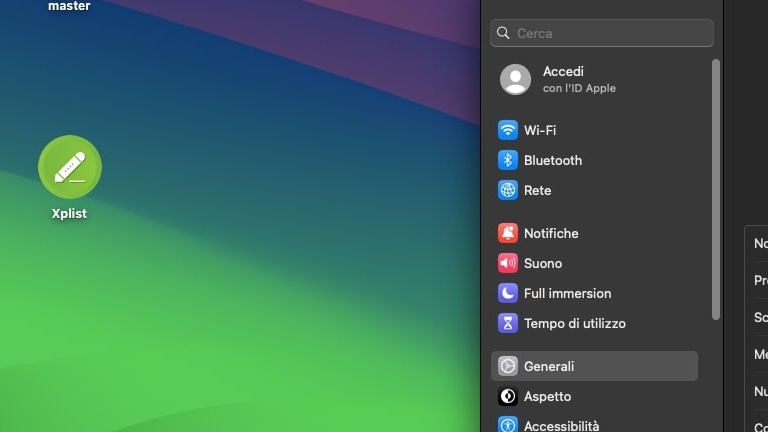 master
Xplist
Cerca
Accedi
con l'ID Apple
Wi-Fi
Bluetooth
Rete
Notifiche
Suono
Full immersion
Tempo di utilizzo
Generali
Aspetto
Accessibilità
No
Pr
Sc
Me
Nu
Co